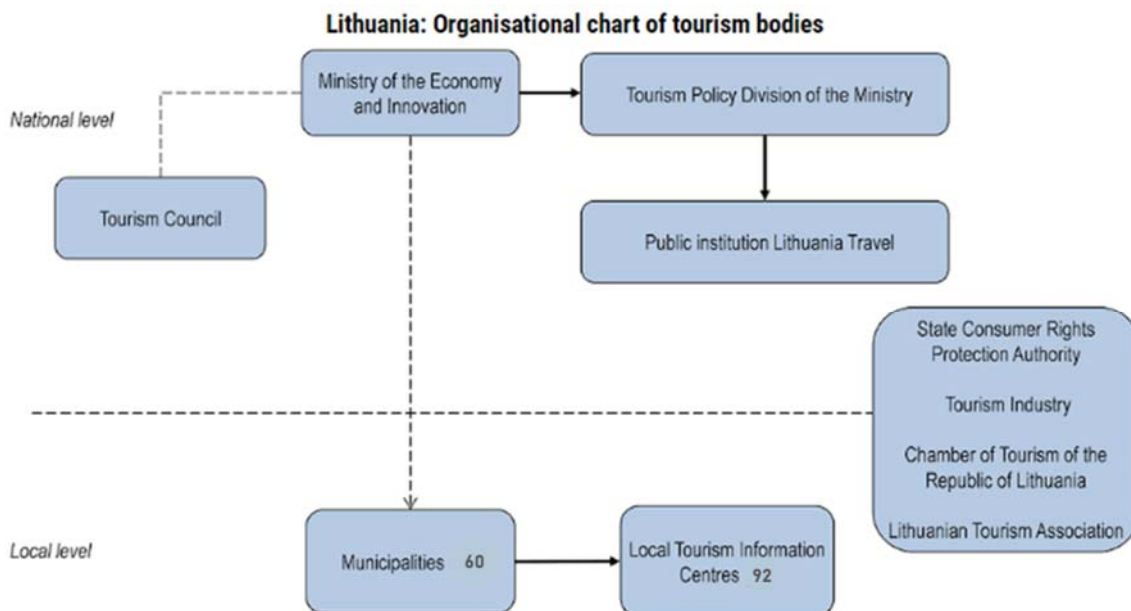 Lithuania: Organisational chart of tourism bodies
Ministry of the Economy
and Innovation
Tourism Policy Division of the Ministry
National level
Tourism Council
Public institution Lithuania Travel
State Consumer Rights
Protection Authority
Tourism Industry
Chamber of Tourism of the
Republic of Lithuania
Lithuanian Tourism Association
Local level
Municipalities 60
Local Tourism Information
Centres 92